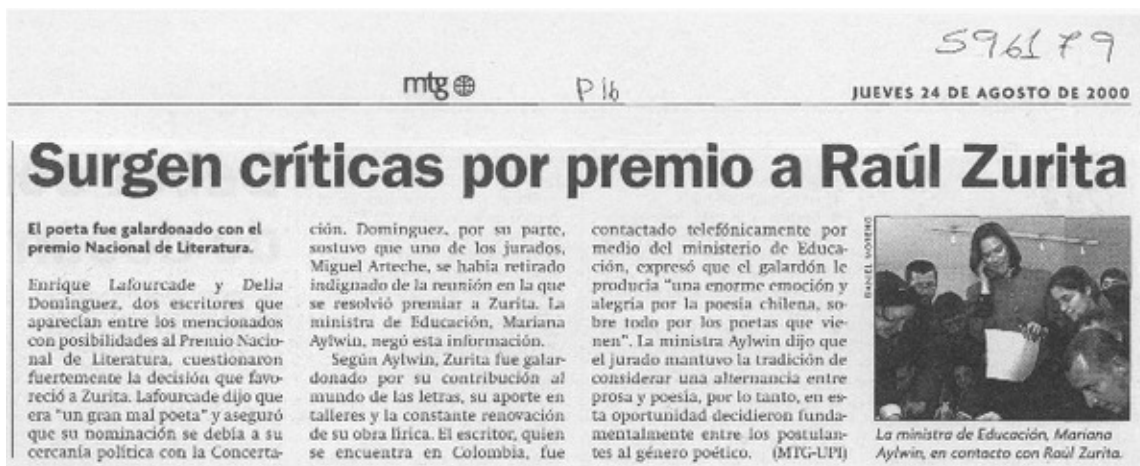 596179
mtg
P16
JUEVES 24 DE AGOSTO DE 2000
Surgen críticas por premio a Raúl Zurita
El poeta fue galardonado con el
premio Nacional de Literatura.
Enrique Lafourcade y Delia
Domínguez, dos escritores que
aparecían entre los mencionados
con posibilidades al Premio Nacio-
nal de Literatura, cuestionaron
fuertemente la decisión que favo-
reció a Zurita. Lafourcade dijo que
era "un gran mal poeta" y aseguró
que su nominación se debía a su
cercanía política con la Concerta-
ción. Domínguez, por su parte,
sostuvo que uno de los jurados,
Miguel Arteche, se había retirado
indignado de la reunión en la que
se resolvió premiar a Zurita. La
ministra de Educación, Mariana
Aylwin, negó esta información.
Según Aylwin, Zurita fue galar-
donado por su contribución al
mundo de las letras, su aporte en
talleres y la constante renovación
de su obra lírica. El escritor, quien
se encuentra en Colombia, fue
contactado telefónicamente por
medio del ministerio de Educa-
ción, expresó que el galardón le
producía "una enorme emoción y
alegría por la poesía chilena, so-
bre todo por los poetas que vie-
nen". La ministra Aylwin dijo que
el jurado mantuvo la tradición de
considerar una alternancia entre
prosa y poesía, por lo tanto, en es-
ta oportunidad decidieron funda-
mentalmente entre los postulan-
tes al género poético. (MTG-UPI)
MORENO
La ministra de Educación, Mariana
Aylwin, en contacto con Raúl Zurita.